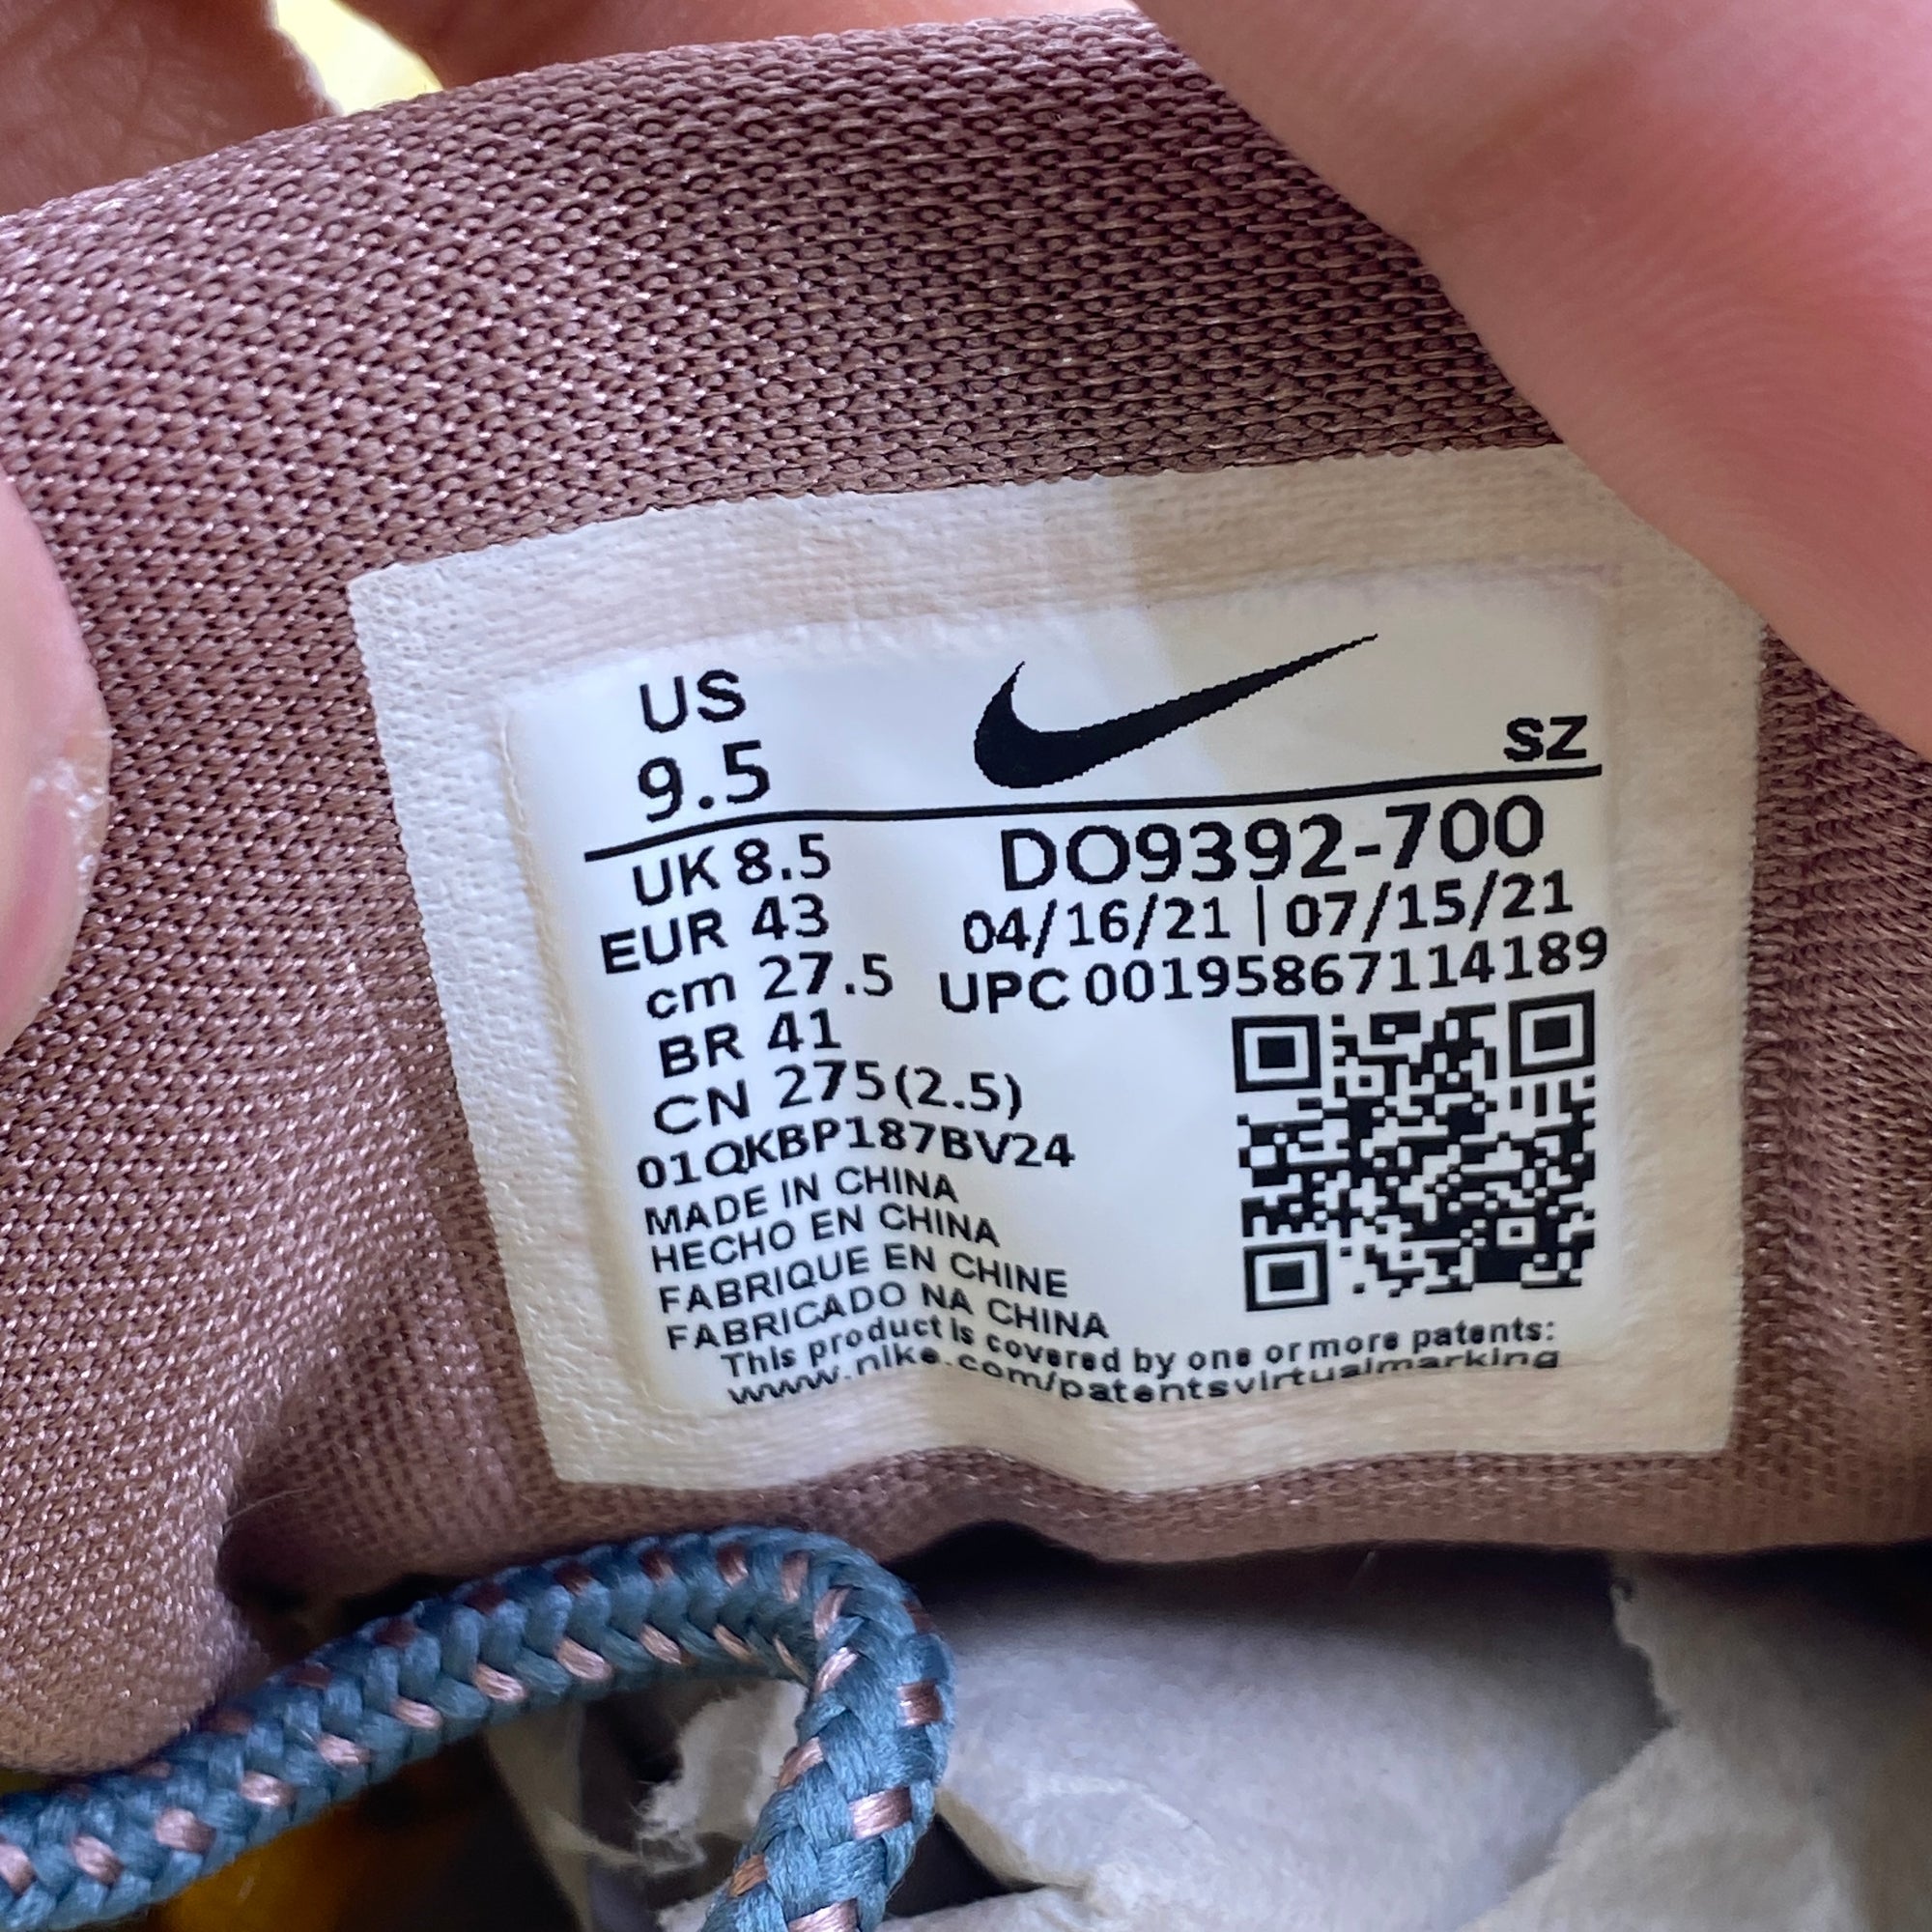 US
9.5
SZ
UK 8.5
EUR 43
cm 27.5
BR 41
CN 275(2.5)
DO9392-700
04/16/21 | 07/15/21
UPC 00195867114189
01QKBP187BV24
MADE IN CHINA
HECHO EN CHINA
FABRIQUE EN CHINE
FABRICADO NA CHINA
This product is covered by one or more patents:
www.nike.com/patentsvirtualmarking